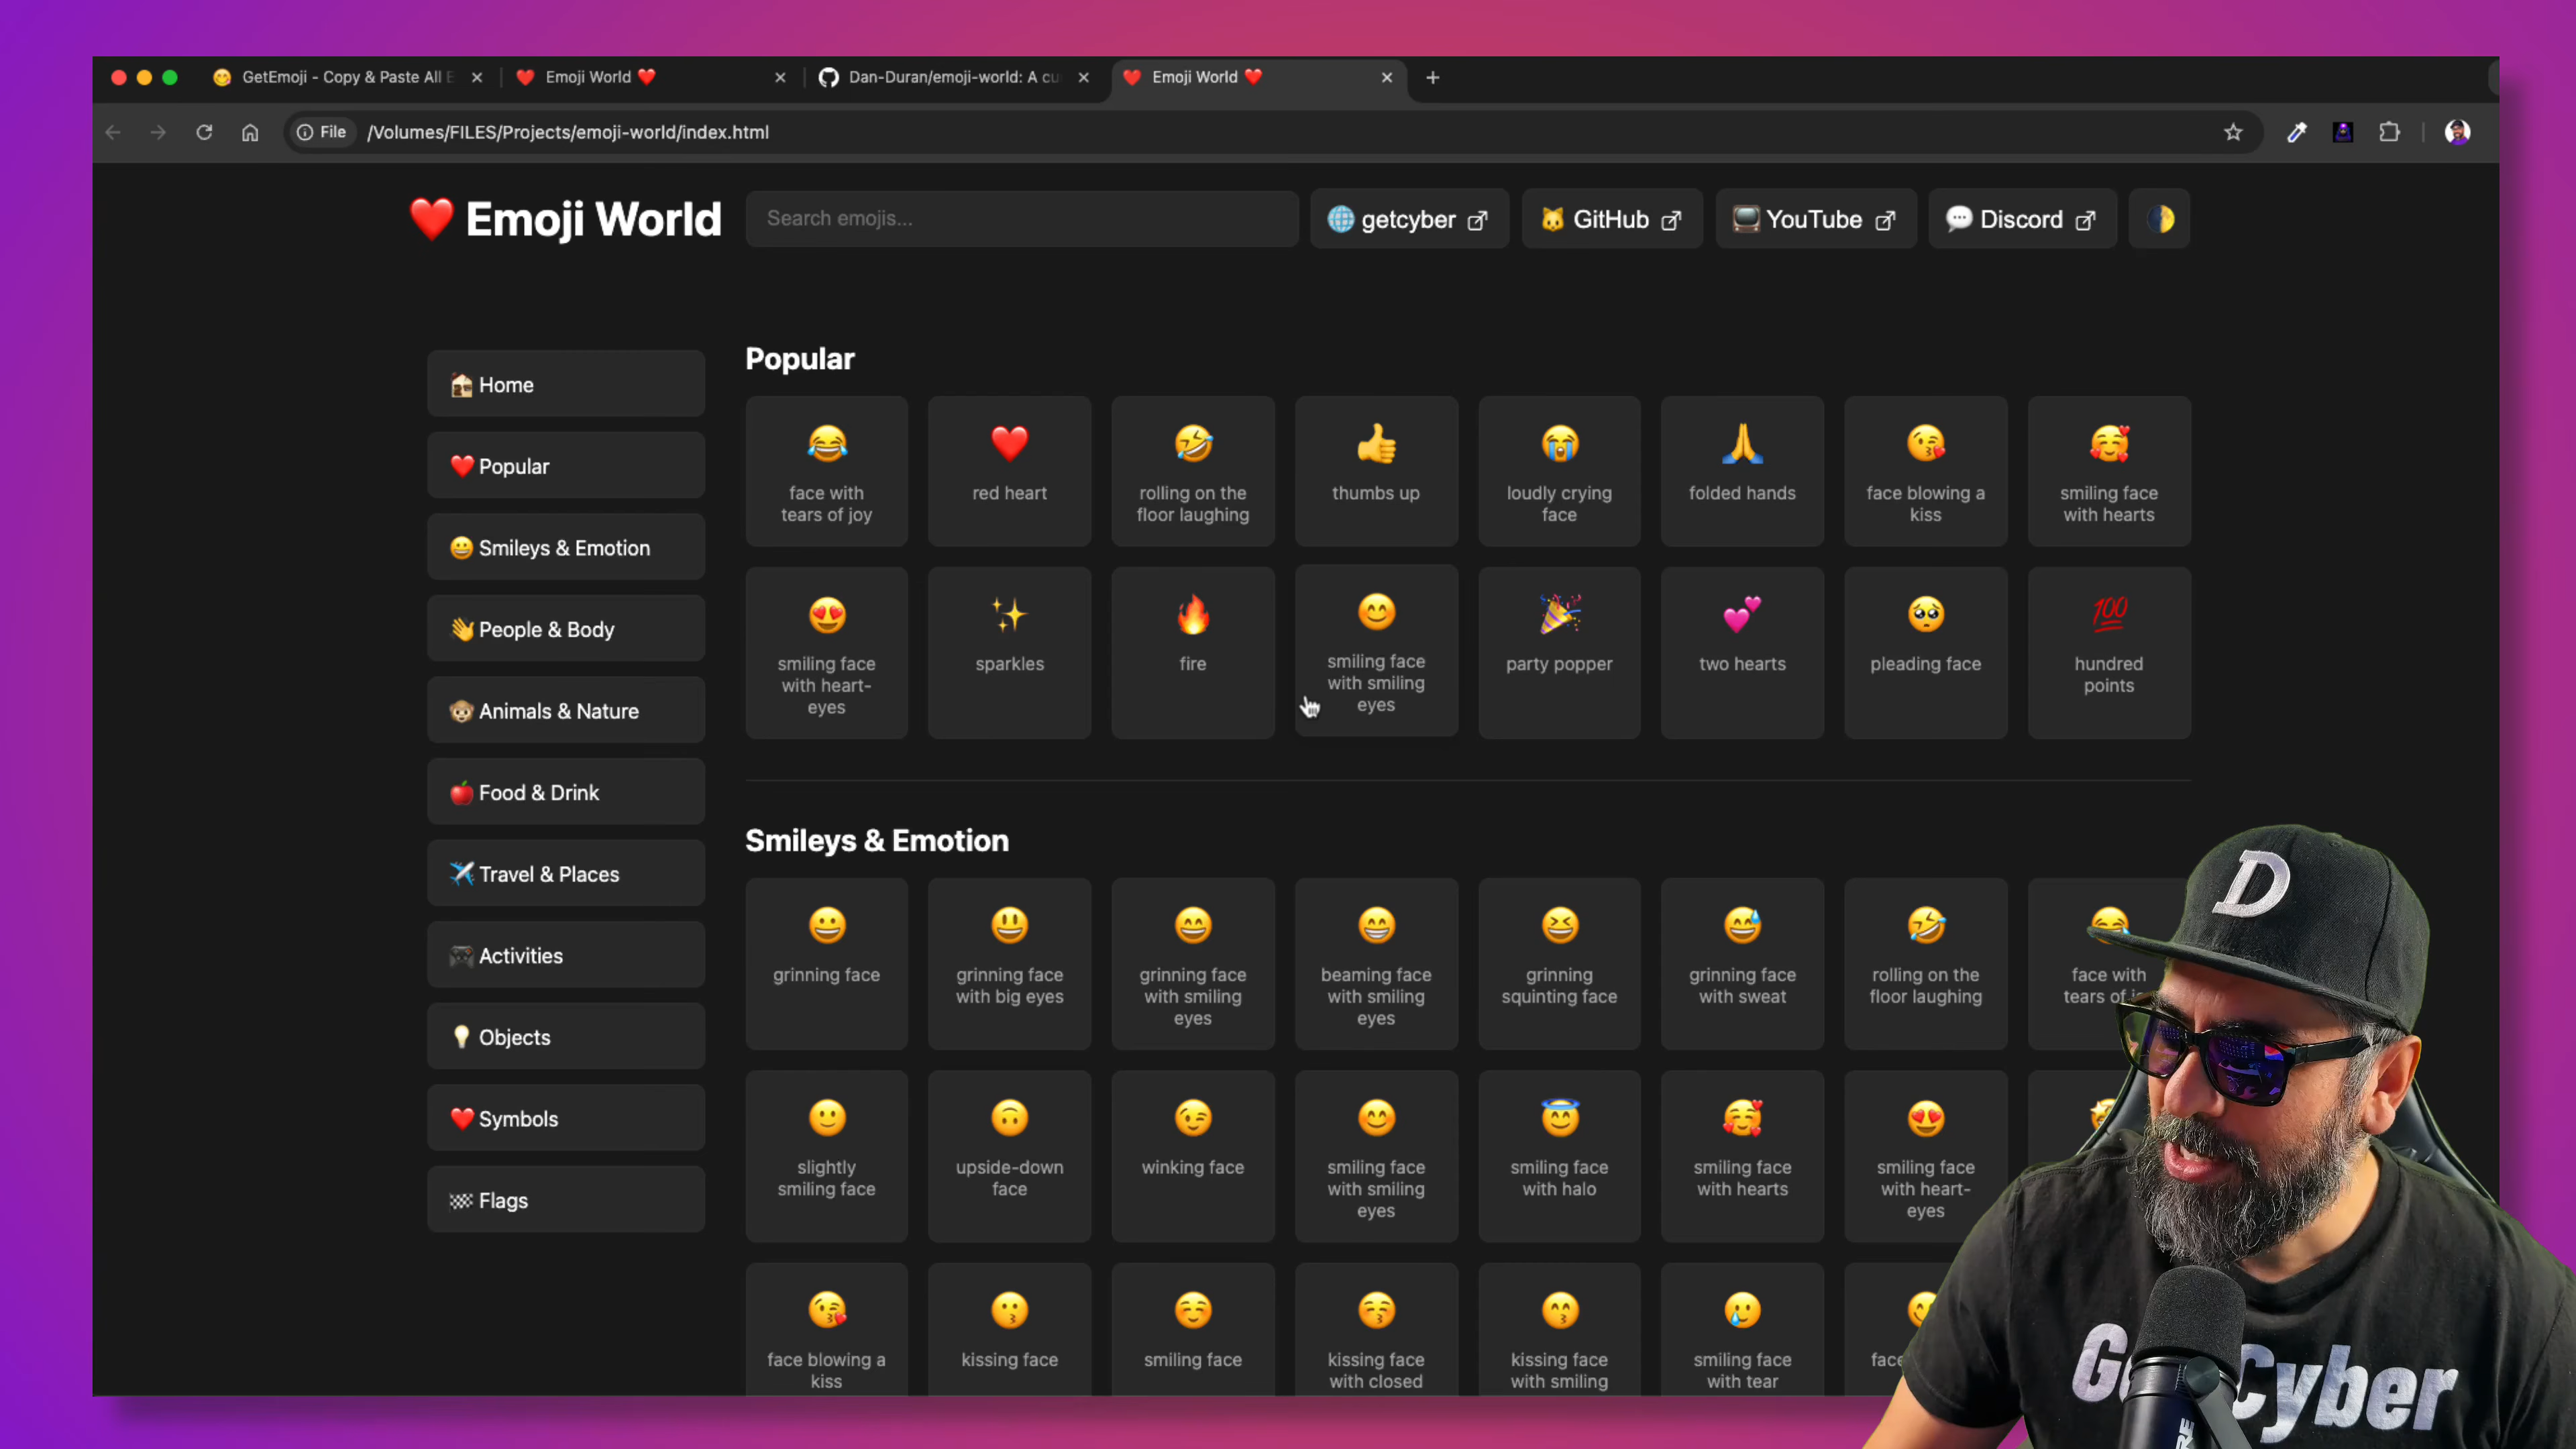 GetEmoji - Copy & Paste All E
Emoji World
Dan-Duran/emoji-world: A cu
Emoji World
File
/Volumes/FILES/Projects/emoji-world/index.html
Emoji World
Search emojis...
getcyber
GitHub
YouTube
Discord
Home
Popular
Smileys & Emotion
People & Body
Animals & Nature
Food & Drink
Travel & Places
Activities
Objects
Symbols
Flags
Popular
face with
tears of joy
red heart
rolling on the
floor laughing
thumbs up
loudly crying
face
folded hands
face blowing a
kiss
smiling face
with hearts
smiling face
with heart-
eyes
sparkles
fire
smiling face
with smiling
eyes
party popper
two hearts
pleading face
100
hundred
points
Smileys & Emotion
grinning face
grinning face
with big eyes
grinning face
with smiling
eyes
beaming face
with smiling
eyes
grinning
squinting face
grinning face
with sweat
rolling on the
floor laughing
face with
tears of
slightly
smiling face
upside-down
face
winking face
smiling face
with smiling
eyes
smiling face
with halo
smiling face
with hearts
smiling face
with heart-
eyes
face blowing a
kiss
kissing face
smiling face
kissing face
with closed
kissing face
with smiling
smiling face
with tear
face
D